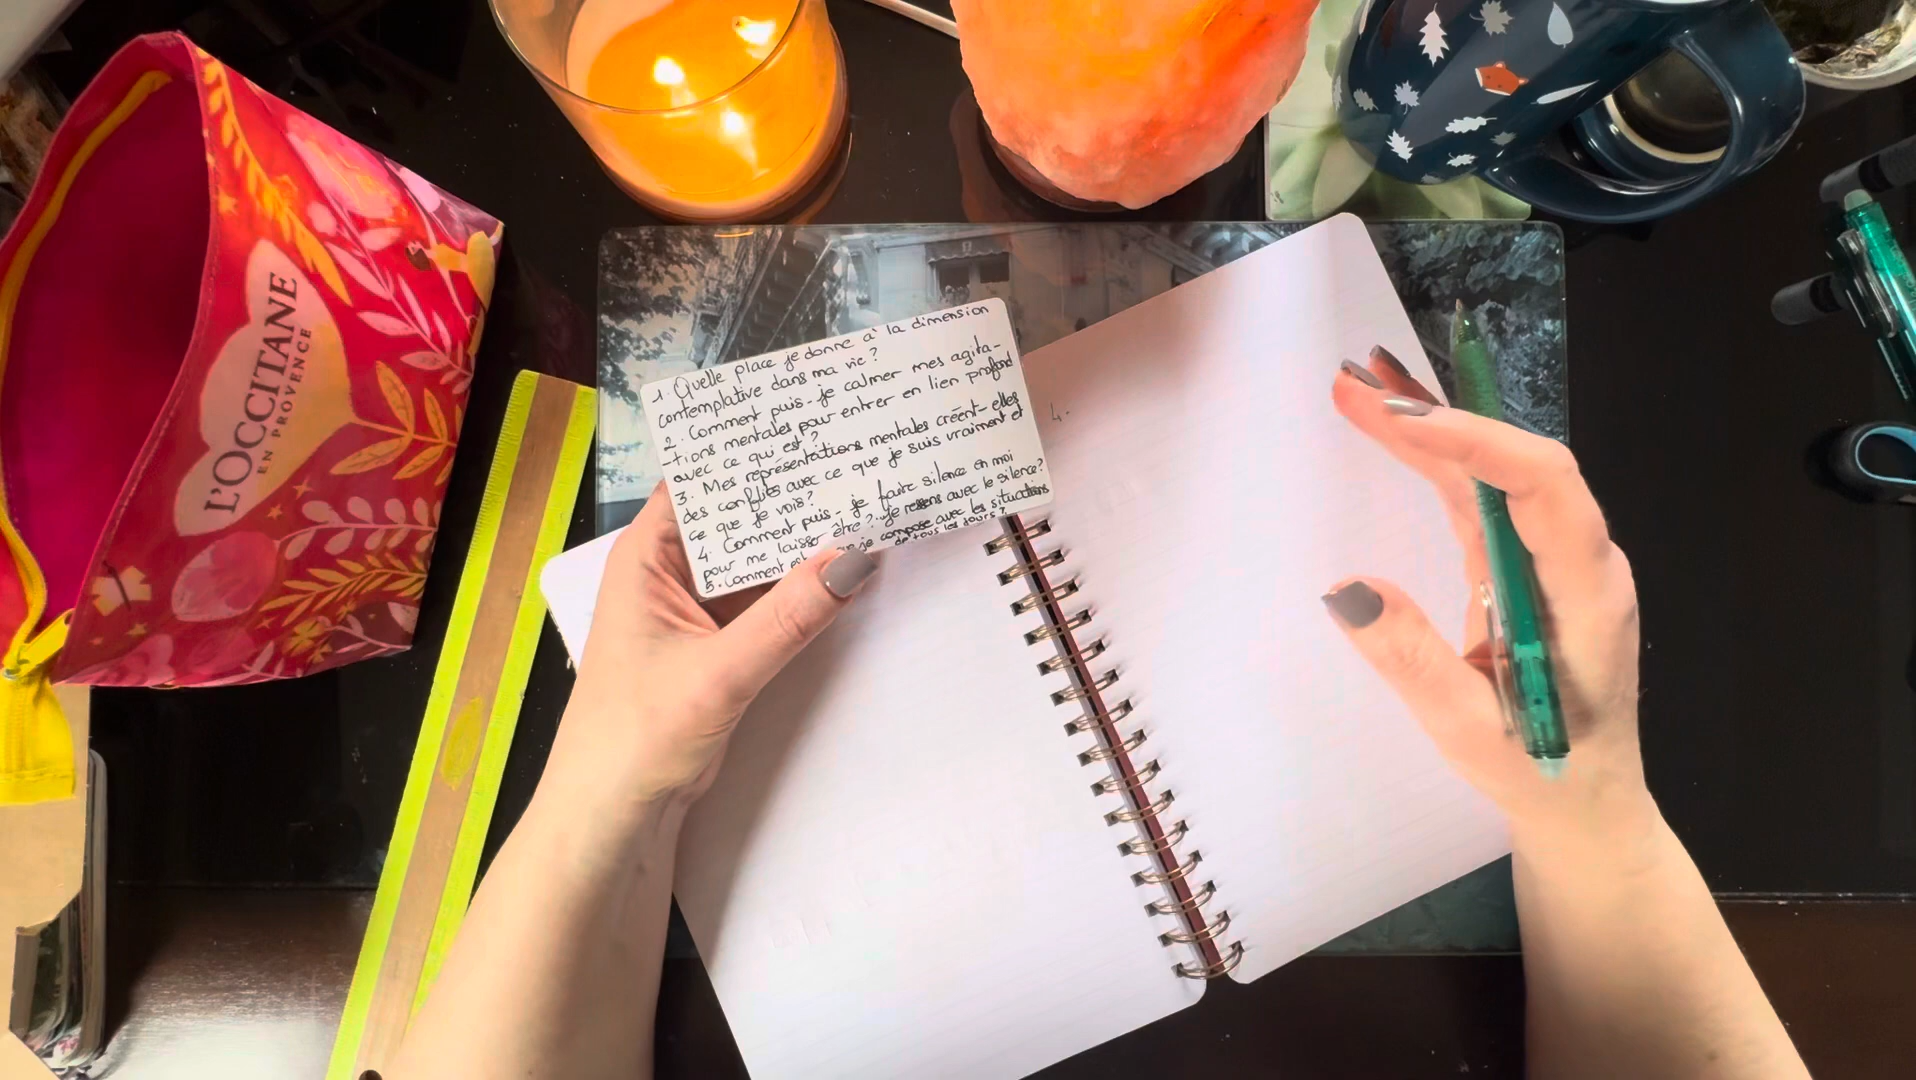 L'OCCITANE
EN PROVENCE
1. Quelle place je donne à la dimension
contemplative dans ma vie ?
2. Comment puis-je calmer mes agita-
-tions mentales pour entrer en lien profond
avec ce qui est ?
3. Mes représentations mentales créent-elles
des conflits avec ce que je suis vraiment et
ce que je vois ?
4. Comment puis-je faire silence en moi
pour me laisser être ? je ressens avec le silence ?
5. Comment est je compose avec les situations
de tous les jours ?
4.